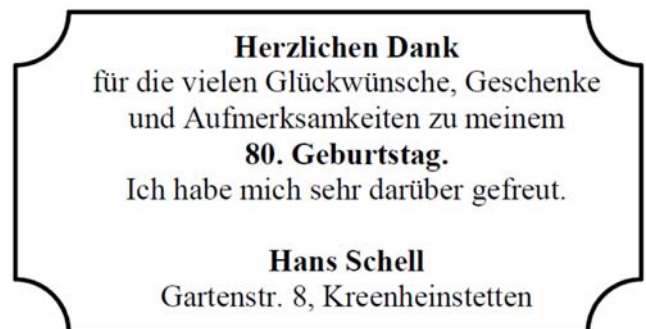 Herzlichen Dank
für die vielen Glückwünsche, Geschenke
und Aufmerksamkeiten zu meinem
80. Geburtstag.
Ich habe mich sehr darüber gefreut.
Hans Schell
Gartenstr. 8, Kreenheinstetten